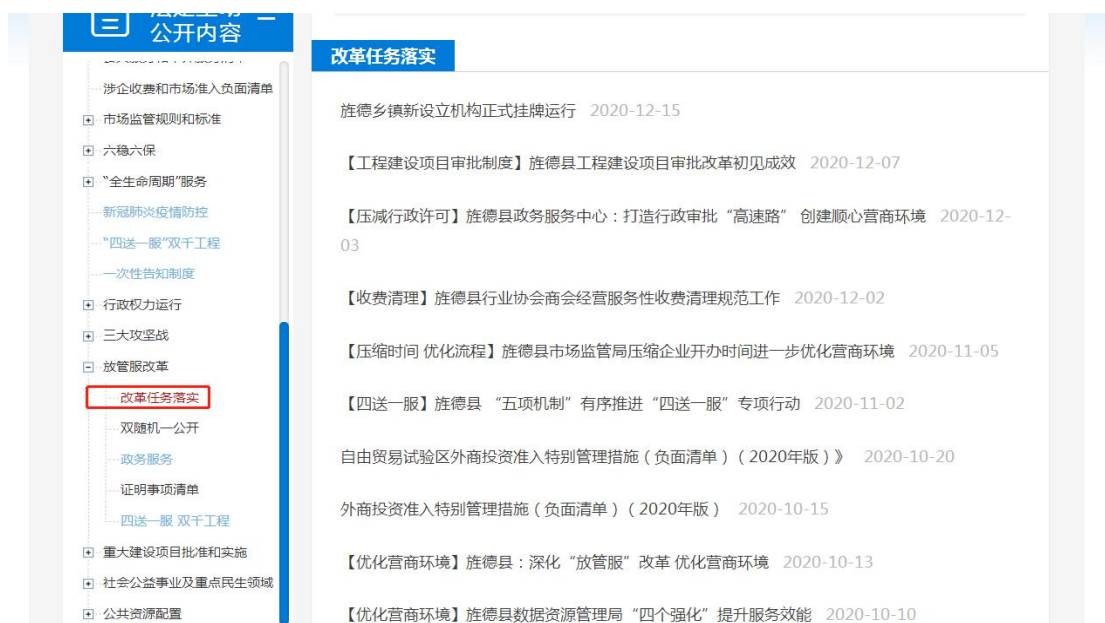 公开内容
涉企收费和市场准入负面清单
市场监管规则和标准
六稳六保
“全生命周期”服务
新冠肺炎疫情防控
“四送一服”双千工程
一次性告知制度
行政权力运行
三大攻坚战
放管服改革
改革任务落实
双随机一公开
政务服务
证明事项清单
四送一服 双千工程
重大建设项目批准和实施
社会公益事业及重点民生领域
公共资源配置
改革任务落实
旌德乡镇新设立机构正式挂牌运行 2020-12-15
【工程建设项目审批制度】旌德县工程建设项目审批改革初见成效 2020-12-07
【压减行政许可】旌德县政务服务中心：打造行政审批“高速路” 创建顺心营商环境 2020-12-
03
【收费清理】旌德县行业协会商会经营服务性收费清理规范工作 2020-12-02
【压缩时间 优化流程】旌德县市场监管局压缩企业开办时间进一步优化营商环境 2020-11-05
【四送一服】旌德县 “五项机制”有序推进“四送一服”专项行动 2020-11-02
自由贸易试验区外商投资准入特别管理措施（负面清单）（2020年版）》 2020-10-20
外商投资准入特别管理措施（负面清单）（2020年版） 2020-10-15
【优化营商环境】旌德县：深化“放管服”改革 优化营商环境 2020-10-13
【优化营商环境】旌德县数据资源管理局“四个强化”提升服务效能 2020-10-10